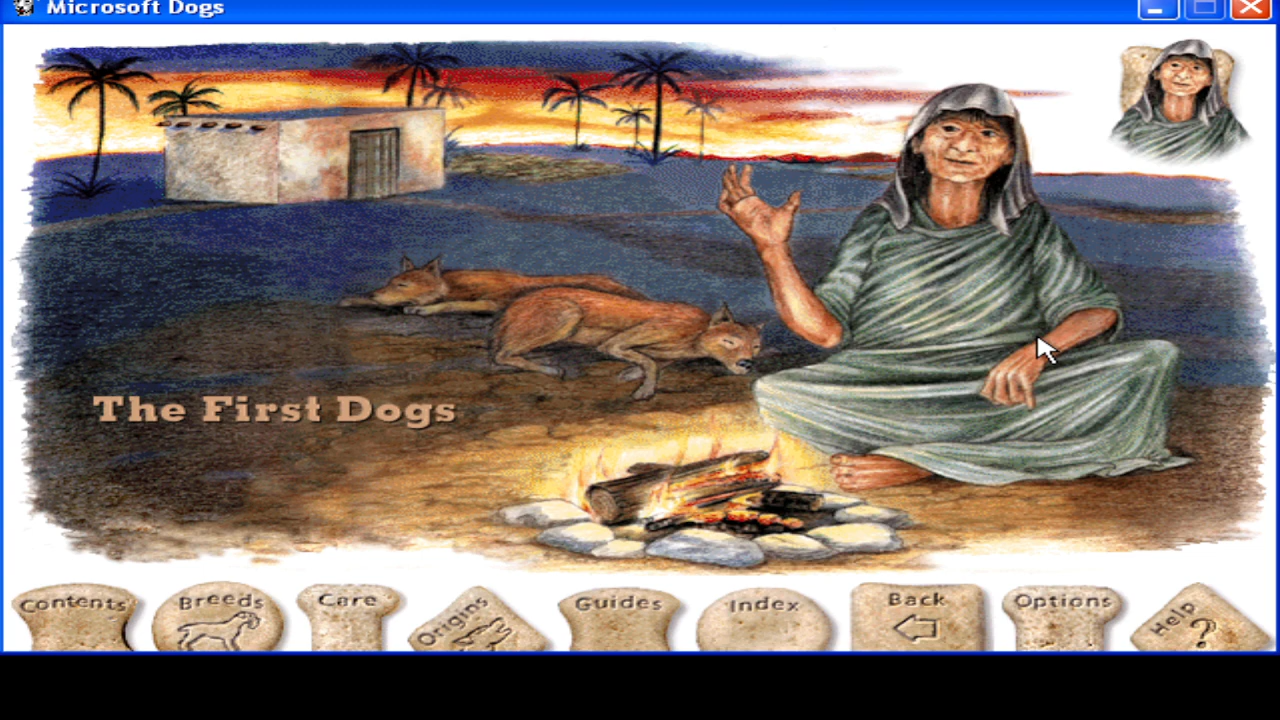 Microsoft Dogs
The First Dogs
Contents
Breeds
Care
Origins
Guides
Index
Back
Options
Help
?